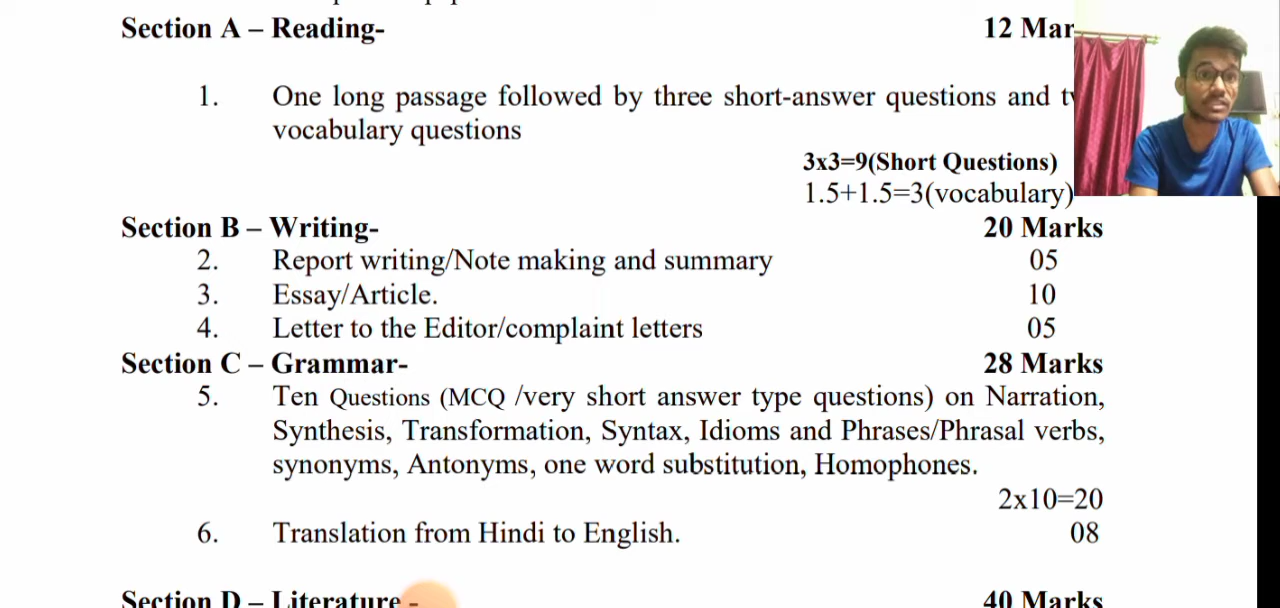 Section A – Reading- 12 Mar
1. One long passage followed by three short-answer questions and
vocabulary questions
3x3=9(Short Questions)
1.5+1.5=3(vocabulary)
Section B – Writing- 20 Marks
2. Report writing/Note making and summary 05
3. Essay/Article. 10
4. Letter to the Editor/complaint letters 05
Section C – Grammar- 28 Marks
5. Ten Questions (MCQ /very short answer type questions) on Narration,
Synthesis, Transformation, Syntax, Idioms and Phrases/Phrasal verbs,
synonyms, Antonyms, one word substitution, Homophones.
2x10=20
6. Translation from Hindi to English. 08
Section D – Literature - 40 Marks